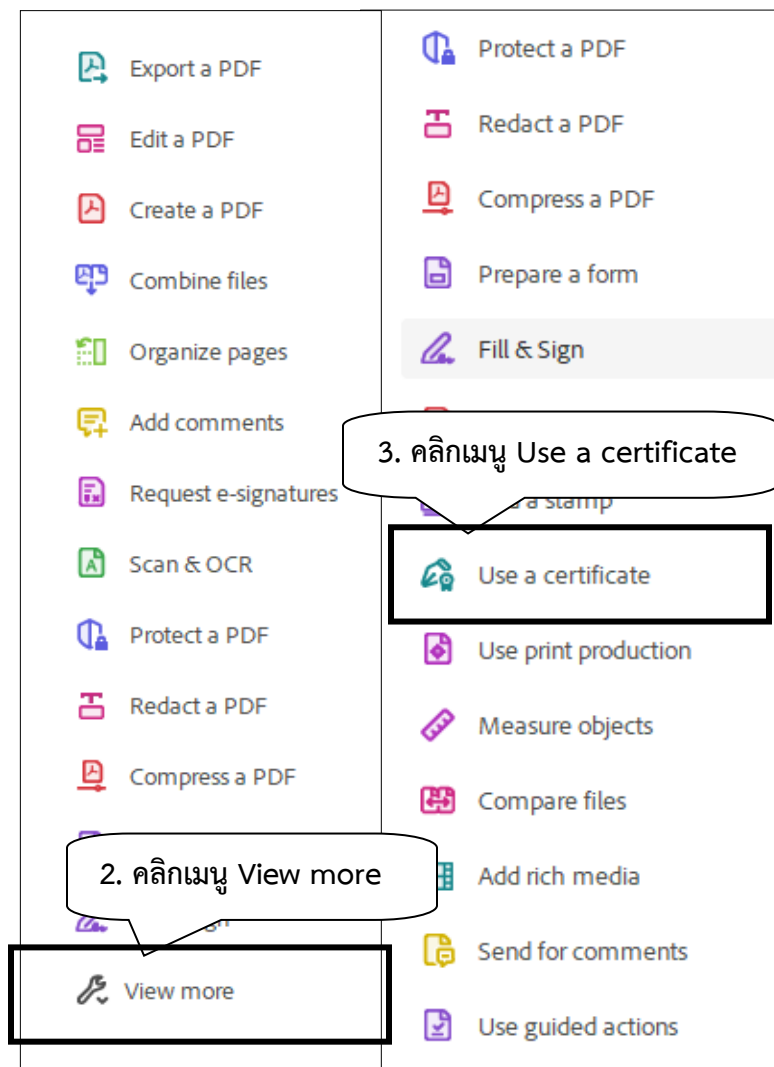 Export a PDF
Edit a PDF
Create a PDF
Combine files
Organize pages
Add comments
Request e-signatures
Scan & OCR
Protect a PDF
Redact a PDF
Compress a PDF
2. คลิกเมนู View more
View more
Protect a PDF
Redact a PDF
Compress a PDF
Prepare a form
Fill & Sign
3. คลิกเมนู Use a certificate
a stamp
Use a certificate
Use print production
Measure objects
Compare files
Add rich media
Send for comments
Use guided actions